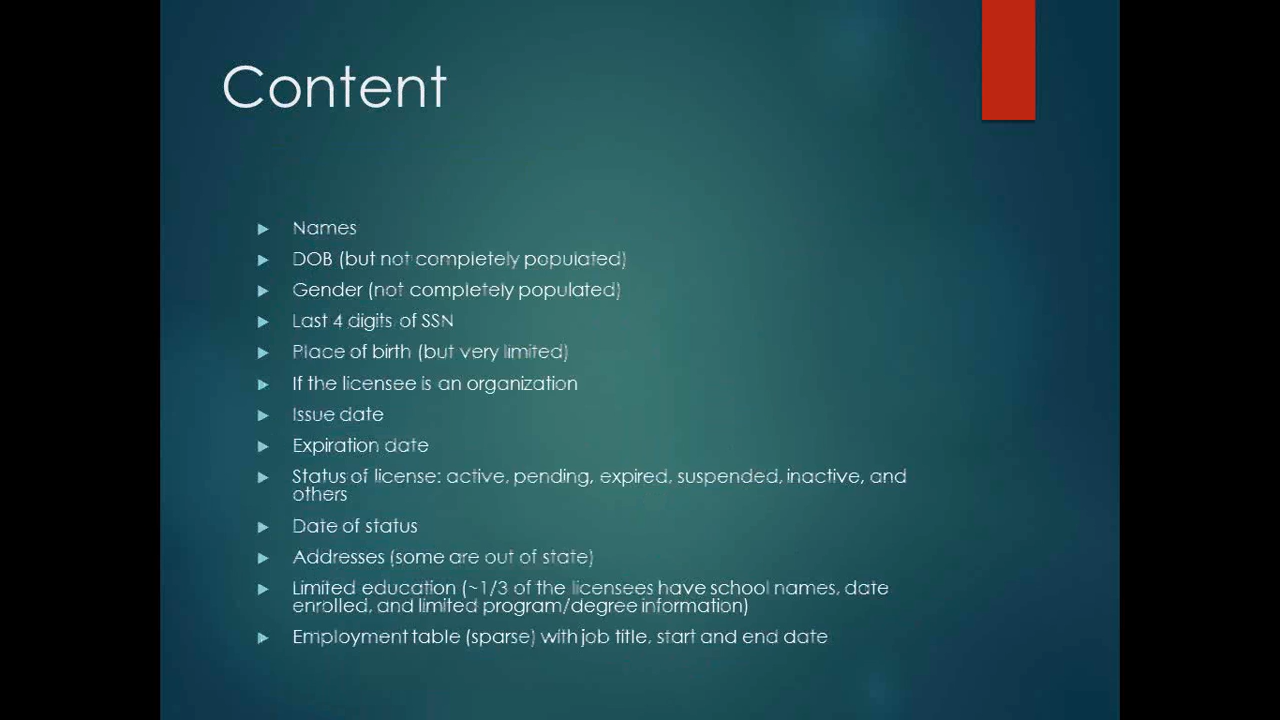 Content
Names
DOB (but not completely populated)
Gender (not completely populated)
Last 4 digits of SSN
Place of birth (but very limited)
If the licensee is an organization
Issue date
Expiration date
Status of license: active, pending, expired, suspended, inactive, and
others
Date of status
Addresses (some are out of state)
Limited education (~1/3 of the licensees have school names, date
enrolled, and limited program/degree information)
Employment table (sparse) with job title, start and end date